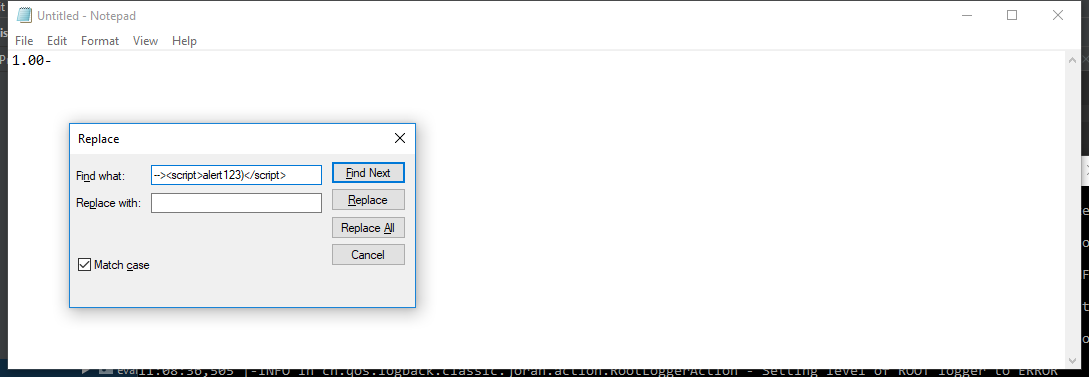 Untitled - Notepad
File Edit Format View Help
1.00-
Replace
Find what: --><script>alert123)</script> Find Next
Replace with: Replace
Replace All
Cancel
Match case
11:08:36,505 |-INFO in ch.qos.logback.classic.joran.action.RootLoggerAction - Setting level of ROOT logger to ERROR